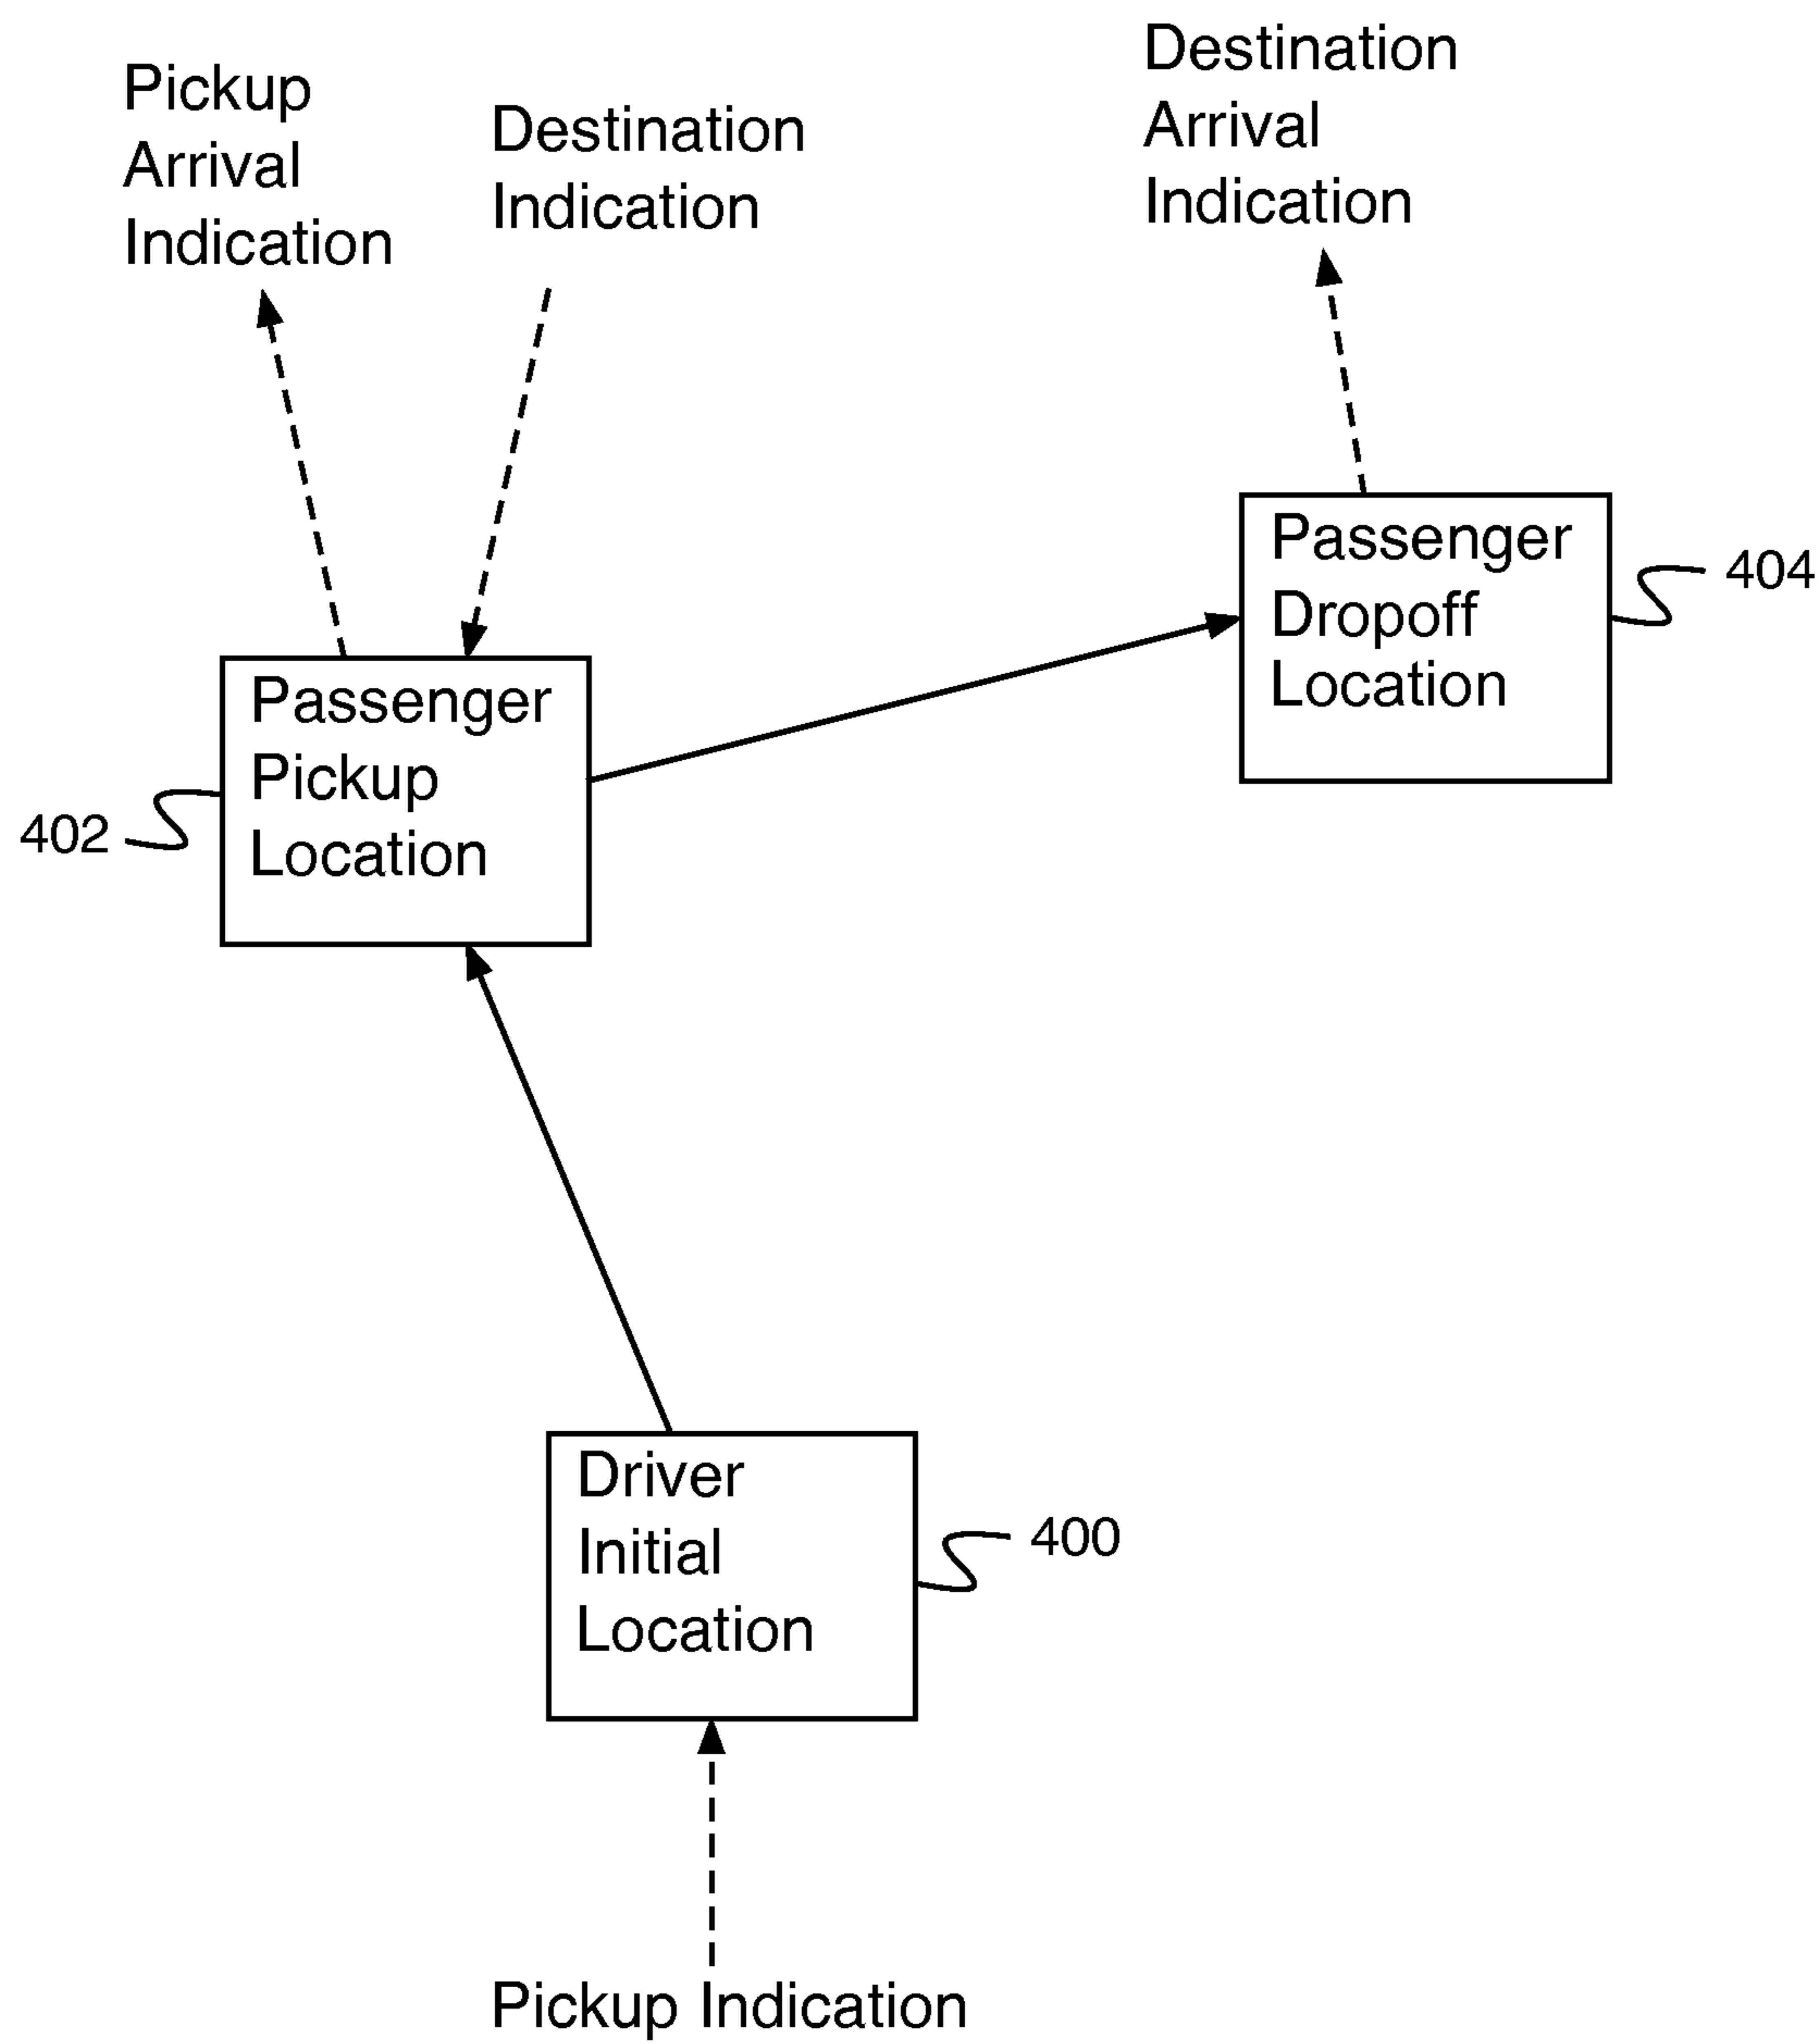 Pickup
Arrival
Indication
Destination
Indication
Destination
Arrival
Indication
Passenger
Pickup
Location
402
Passenger
Dropoff
Location
404
Driver
Initial
Location
400
Pickup Indication